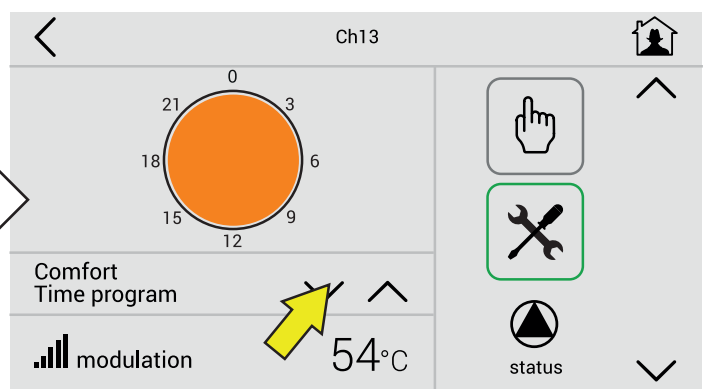 Ch13
0
21
3
18
6
15
9
12
Comfort
Time program
modulation
54°C
status